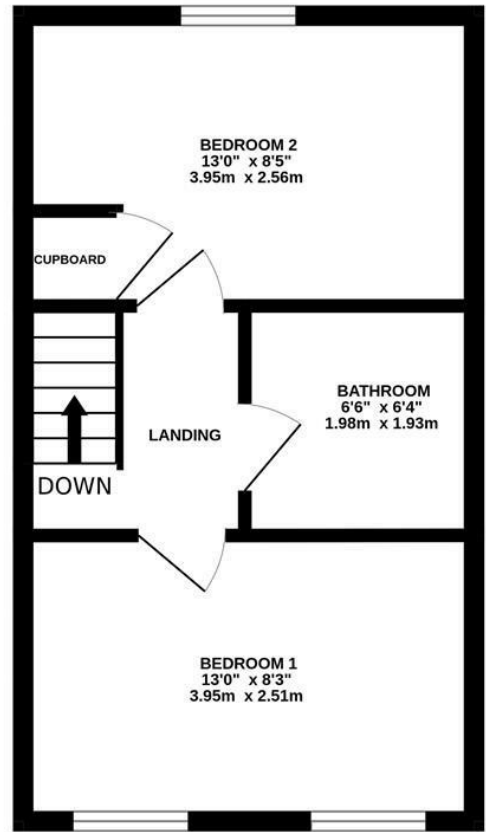 BEDROOM 2
13'0" x 8'5"
3.95m x 2.56m
CUPBOARD
BATHROOM
6'6" x 6'4"
1.98m x 1.93m
LANDING
DOWN
BEDROOM 1
13'0" x 8'3"
3.95m x 2.51m